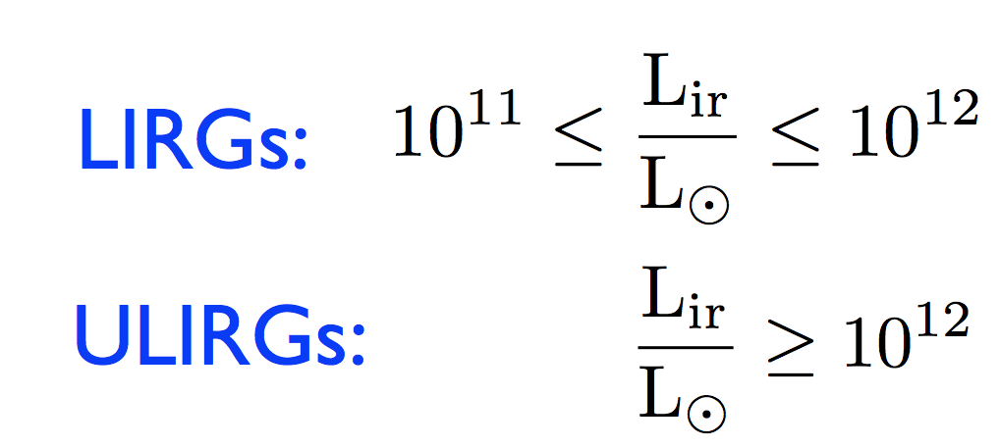 LIRGs: 10^11 ≤ L_ir / L_⊙ ≤ 10^12
ULIRGs: L_ir / L_⊙ ≥ 10^12